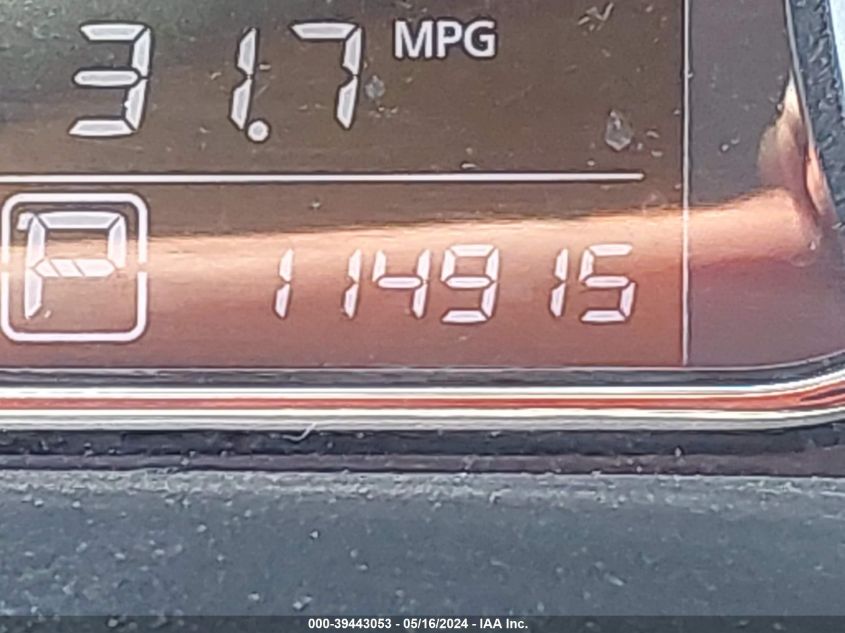 31.7 MPG
P 114915
000-39443053 - 05/16/2024 - IAA Inc.